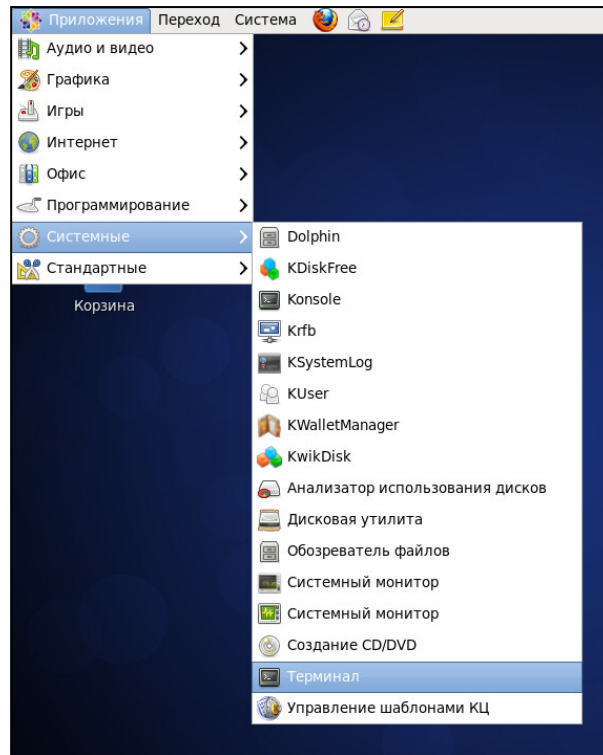 Приложения Переход Система
Аудио и видео
Графика
Игры
Интернет
Офис
Программирование
Системные
Стандартные
Корзина
Dolphin
KDiskFree
Konsole
Krfb
KSystemLog
KUser
KWalletManager
KwikDisk
Анализатор использования дисков
Дисковая утилита
Обозреватель файлов
Системный монитор
Системный монитор
Создание CD/DVD
Терминал
Управление шаблонами КЦ